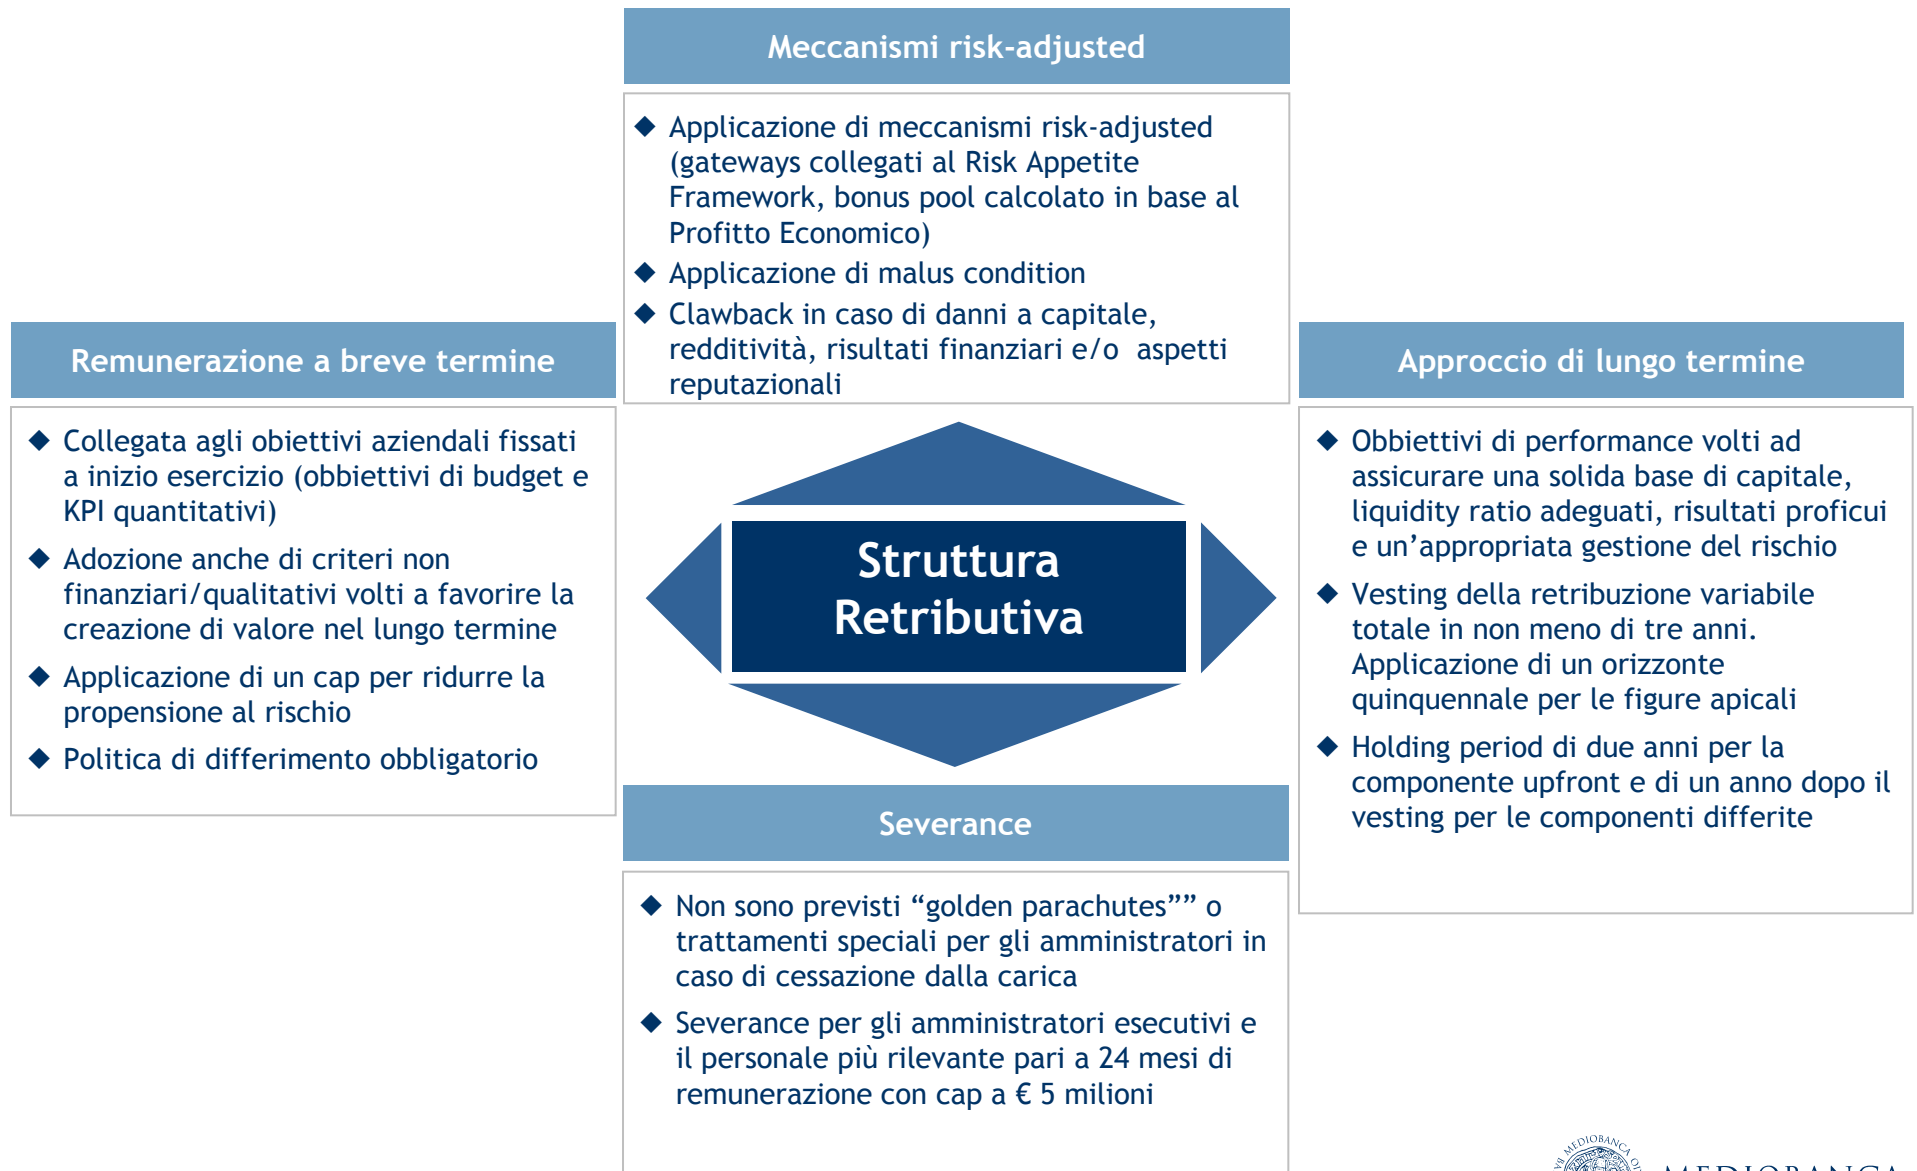 Meccanismi risk-adjusted
◆ Applicazione di meccanismi risk-adjusted
(gateways collegati al Risk Appetite
Framework, bonus pool calcolato in base al
Profitto Economico)
◆ Applicazione di malus condition
◆ Clawback in caso di danni a capitale,
redditività, risultati finanziari e/o aspetti
reputazionali
Remunerazione a breve termine
◆ Collegata agli obiettivi aziendali fissati
a inizio esercizio (obbiettivi di budget e
KPI quantitativi)
◆ Adozione anche di criteri non
finanziari/qualitativi volti a favorire la
creazione di valore nel lungo termine
◆ Applicazione di un cap per ridurre la
propensione al rischio
◆ Politica di differimento obbligatorio
Struttura
Retributiva
Approccio di lungo termine
◆ Obbiettivi di performance volti ad
assicurare una solida base di capitale,
liquidity ratio adeguati, risultati proficui
e un’appropriata gestione del rischio
◆ Vesting della retribuzione variabile
totale in non meno di tre anni.
Applicazione di un orizzonte
quinquennale per le figure apicali
◆ Holding period di due anni per la
componente upfront e di un anno dopo il
vesting per le componenti differite
Severance
◆ Non sono previsti “golden parachutes”” o
trattamenti speciali per gli amministratori in
caso di cessazione dalla carica
◆ Severance per gli amministratori esecutivi e
il personale più rilevante pari a 24 mesi di
remunerazione con cap a € 5 milioni
MEDIOBANCA
MEDIOBANCA